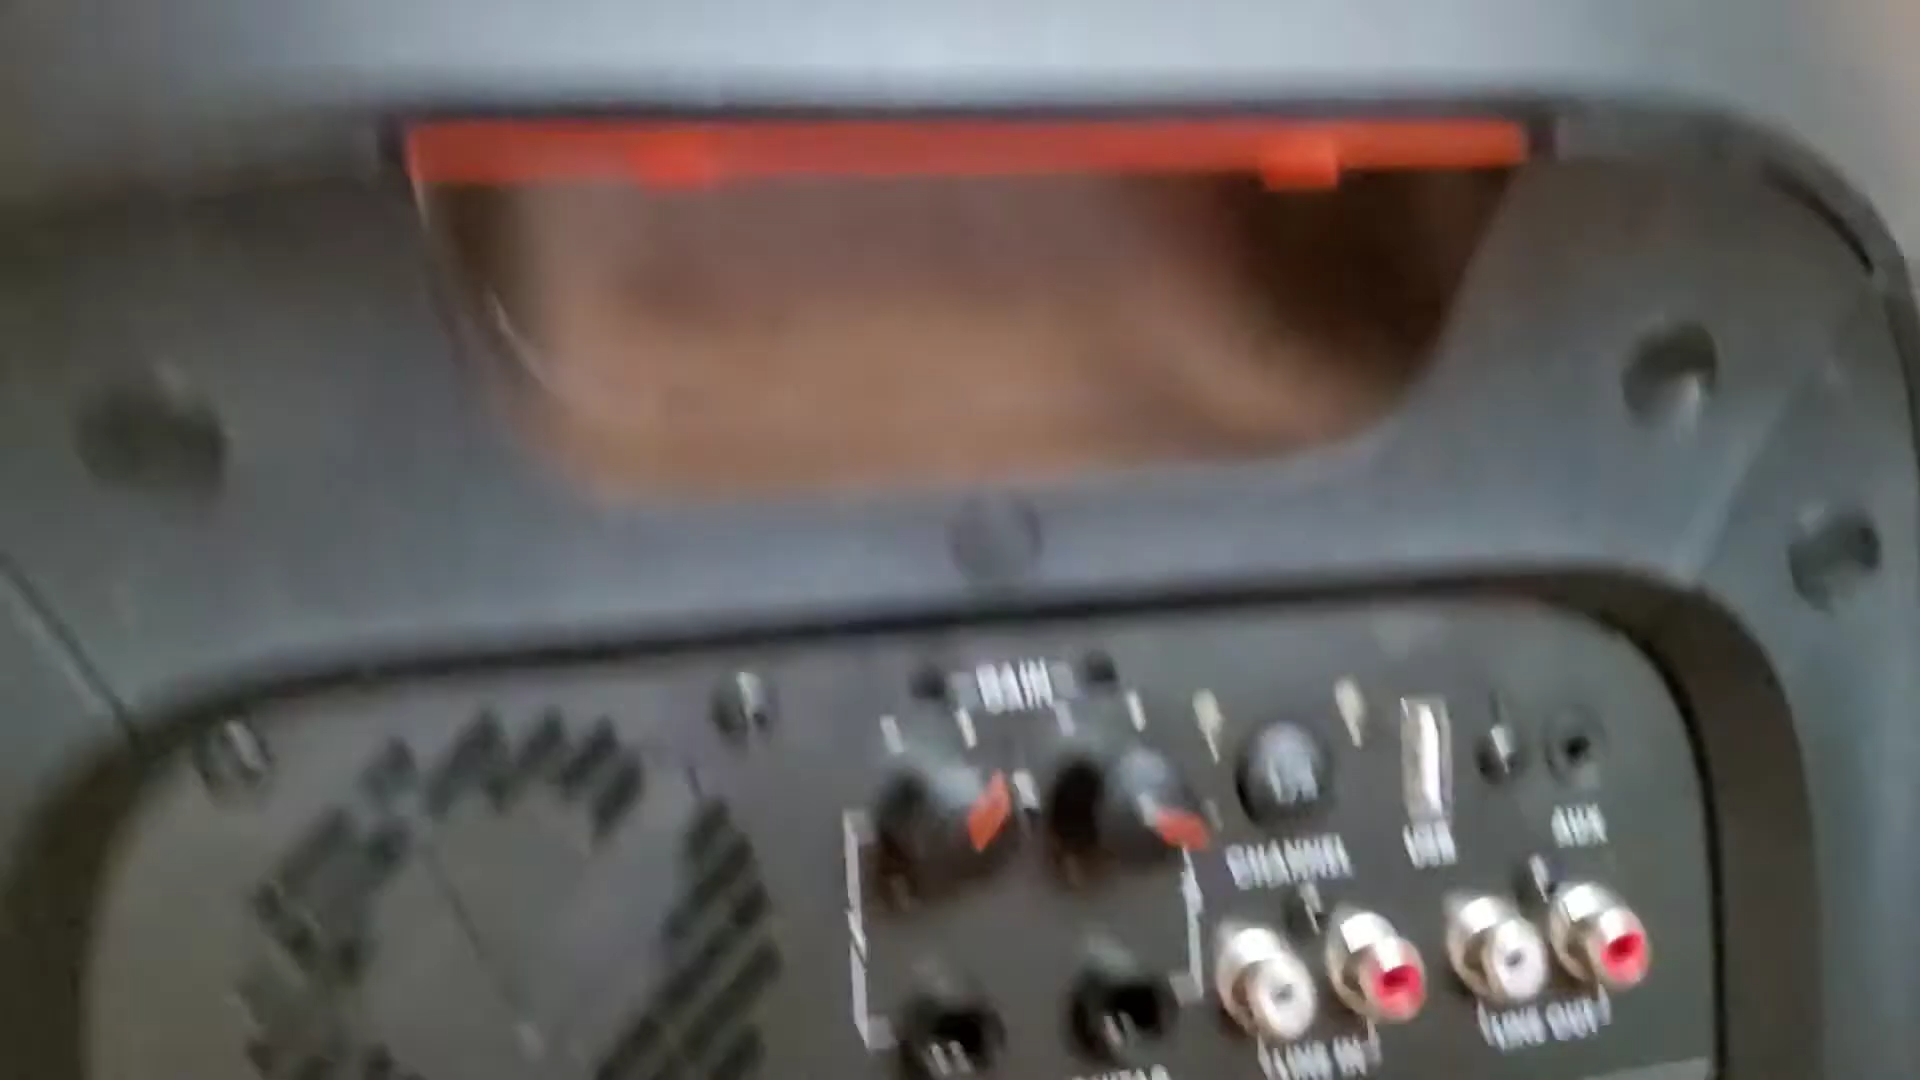 GAIN
CHANNEL
USB
AUX
LINE IN
LINE OUT